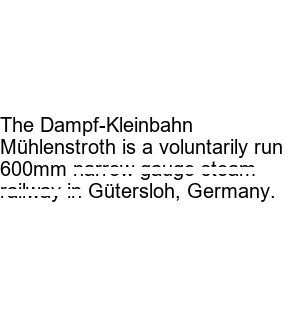 The Dampf-Kleinbahn
Mühlenstroth is a voluntarily run
600mm narrow gauge steam
railway in Gütersloh, Germany.